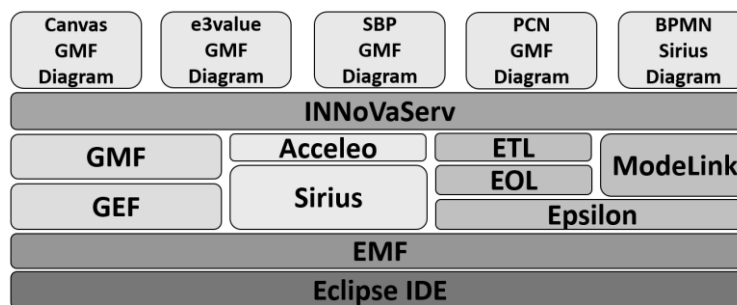 Canvas
GMF
Diagram
e3value
GMF
Diagram
SBP
GMF
Diagram
PCN
GMF
Diagram
BPMN
Sirius
Diagram
INNoVaServ
GMF
Acceleo
ETL
ModeLink
EOL
GEF
Sirius
Epsilon
EMF
Eclipse IDE